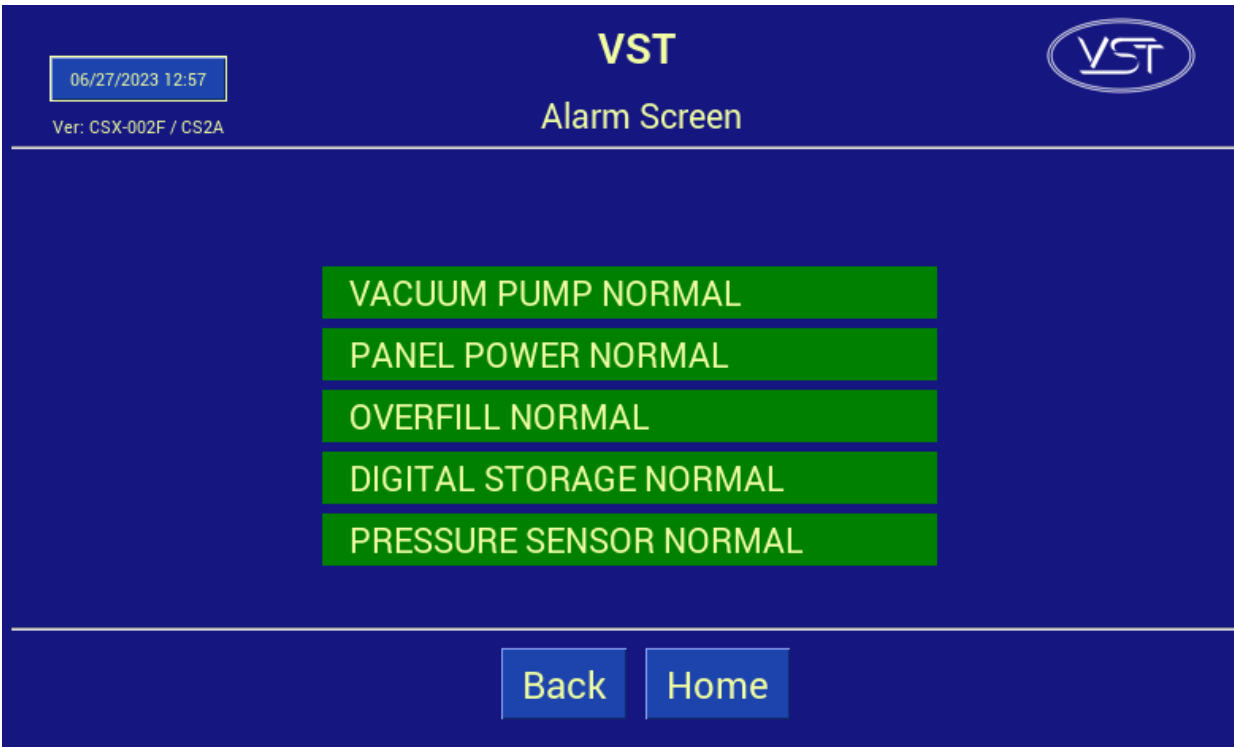 06/27/2023 12:57
Ver: CSX-002F / CS2A
VST
Alarm Screen
VST
VACUUM PUMP NORMAL
PANEL POWER NORMAL
OVERFILL NORMAL
DIGITAL STORAGE NORMAL
PRESSURE SENSOR NORMAL
Back
Home